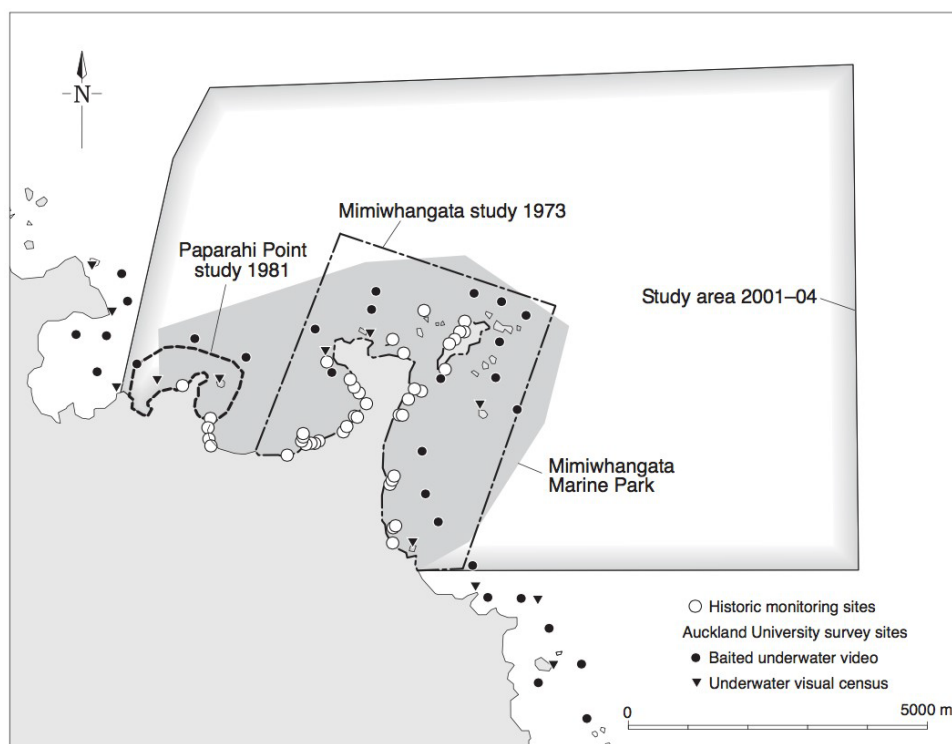 N
Mimiwhangata study 1973
Paparahi Point
study 1981
Study area 2001–04
Mimiwhangata
Marine Park
Historic monitoring sites
Auckland University survey sites
Baited underwater video
Underwater visual census
0
5000 m